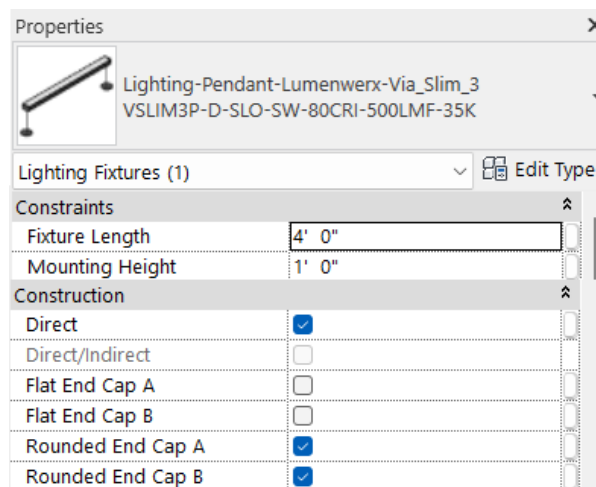 Properties
Lighting-Pendant-Lumenwerx-Via_Slim_3
VSLIM3P-D-SLO-SW-80CRI-500LMF-35K
Lighting Fixtures (1)
Edit Type
Constraints
Fixture Length 4' 0"
Mounting Height 1' 0"
Construction
Direct
Direct/Indirect
Flat End Cap A
Flat End Cap B
Rounded End Cap A
Rounded End Cap B